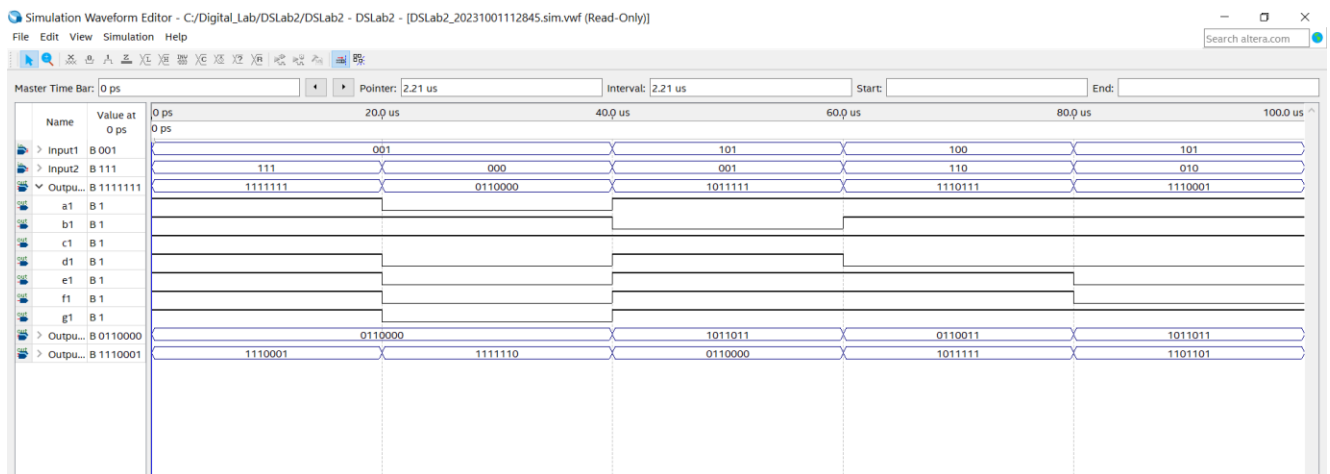 Simulation Waveform Editor - C:/Digital_Lab/DSLab2/DSLab2 - DSLab2 - [DSLab2_20231001112845.sim.vwf (Read-Only)]
File Edit View Simulation Help
Search altera.com
Master Time Bar: 0 ps Pointer: 2.21 us Interval: 2.21 us Start: End:
Name Value at 0 ps
0 ps 20.0 us 40.0 us 60.0 us 80.0 us 100.0 us
0 ps
Input1 B 001 001 101 100 101
Input2 B 111 111 000 001 110 010
Outpu... B 1111111 1111111 0110000 1011111 1110111 1110001
a1 B 1
b1 B 1
c1 B 1
d1 B 1
e1 B 1
f1 B 1
g1 B 1
Outpu... B 0110000 0110000 1011011 0110011 1011011
Outpu... B 1110001 1110001 1111110 0110000 1011111 1101101